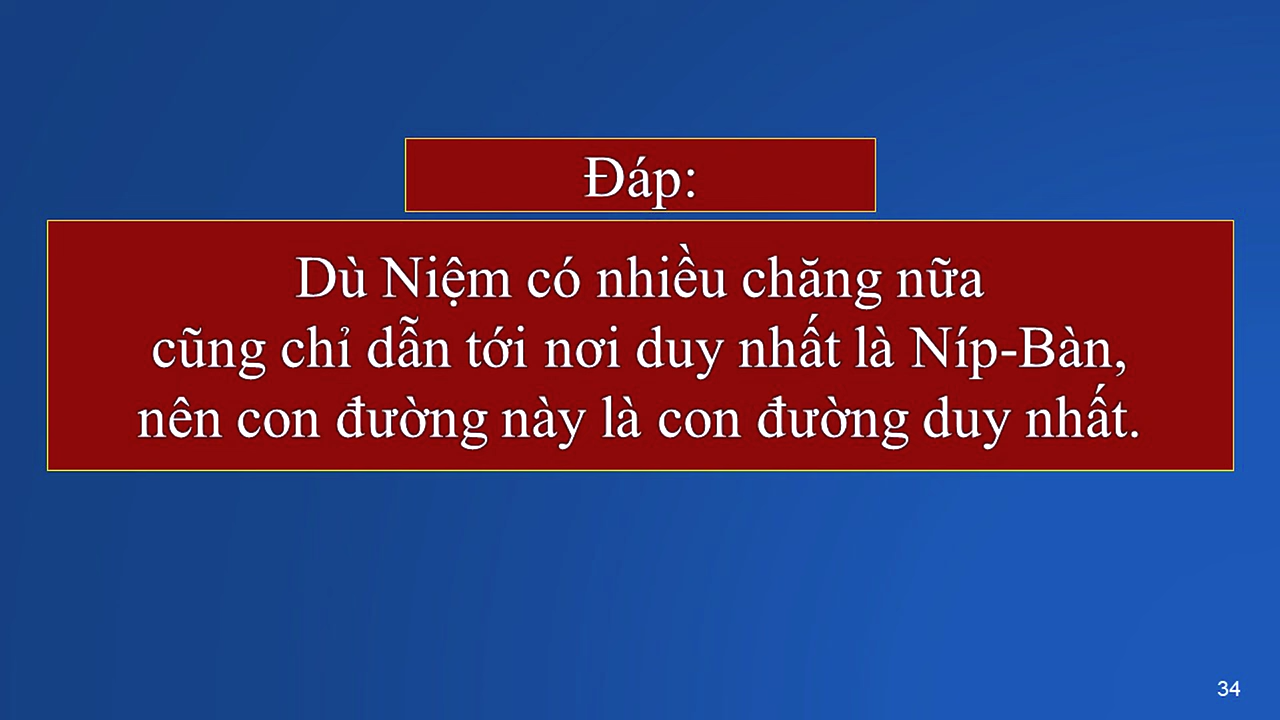 Đáp:
Dù Niệm có nhiều chăng nữa
cũng chỉ dẫn tới nơi duy nhất là Níp-Bàn,
nên con đường này là con đường duy nhất.
34